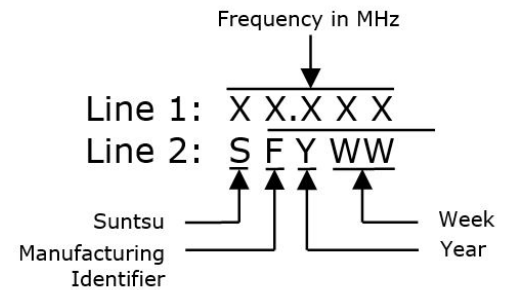 Frequency in MHz
Line 1: X X.X X X
Line 2: S F Y WW
Suntsu
Week
Manufacturing
Identifier
Year